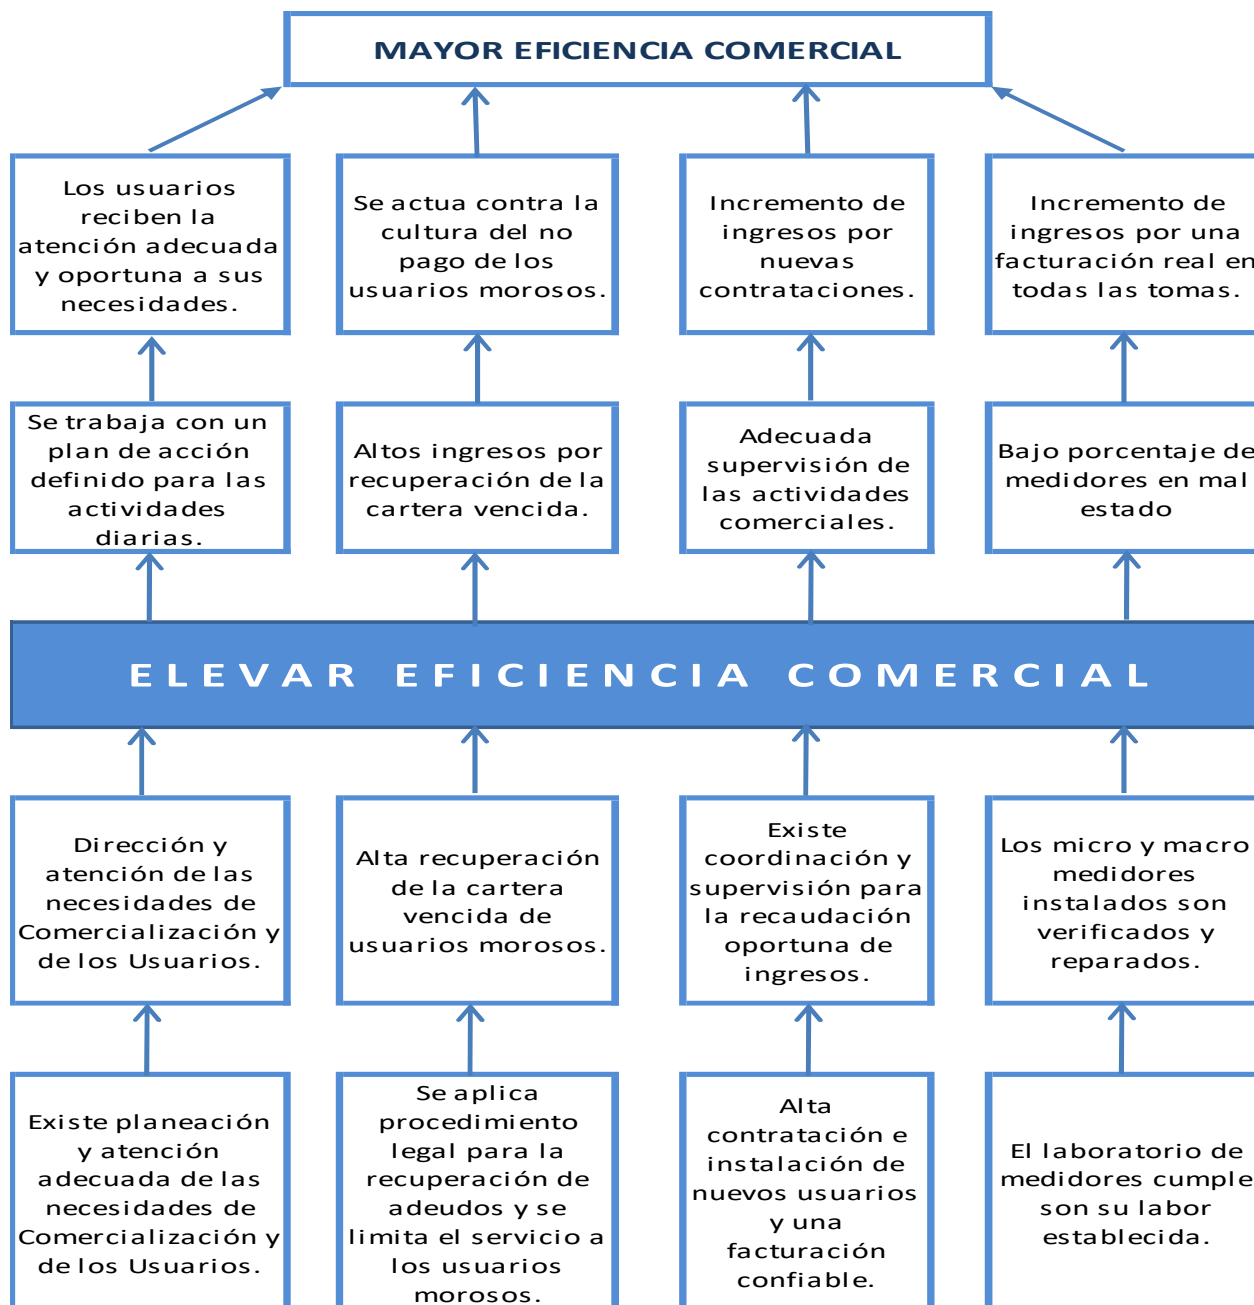 MAYOR EFICIENCIA COMERCIAL
Los usuarios
reciben la
atención adecuada
y oportuna a sus
necesidades.
Se actua contra la
cultura del no
pago de los
usuarios morosos.
Incremento de
ingresos por
nuevas
contrataciones.
Incremento de
ingresos por una
facturación real en
todas las tomas.
Se trabaja con un
plan de acción
definido para las
actividades
diarias.
Altos ingresos por
recuperación de la
cartera vencida.
Adecuada
supervisión de
las actividades
comerciales.
Bajo porcentaje de
medidores en mal
estado
ELEVAR EFICIENCIA COMERCIAL
Dirección y
atención de las
necesidades de
Comercialización y
de los Usuarios.
Alta recuperación
de la cartera
vencida de
usuarios morosos.
Existe
coordinación y
supervisión para
la recaudación
oportuna de
ingresos.
Los micro y macro
medidores
instalados son
verificados y
reparados.
Existe planeación
y atención
adecuada de las
necesidades de
Comercialización y
de los Usuarios.
Se aplica
procedimiento
legal para la
recuperación de
adeudos y se
limita el servicio a
los usuarios
morosos.
Alta
contratación e
instalación de
nuevos usuarios
y una
facturación
confiable.
El laboratorio de
medidores cumple
son su labor
establecida.